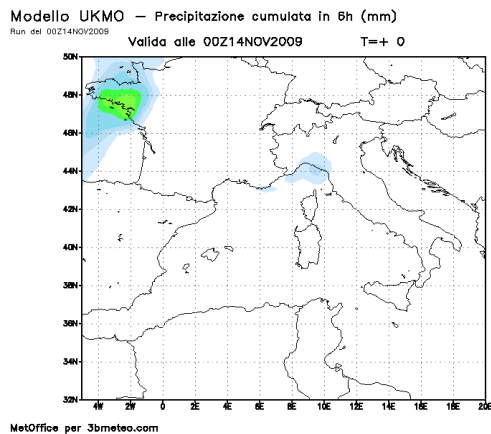 Modello UKMO – Precipitazione cumulata in 6h (mm)
Run del 00Z14NOV2009
Valida alle 00Z14NOV2009 T=+ 0
50N
48N
46N
44N
42N
40N
38N
36N
34N
32N
4W 2W 0 2E 4E 6E 8E 10E 12E 14E 16E 18E 20E
MetOffice per 3bmeteo.com